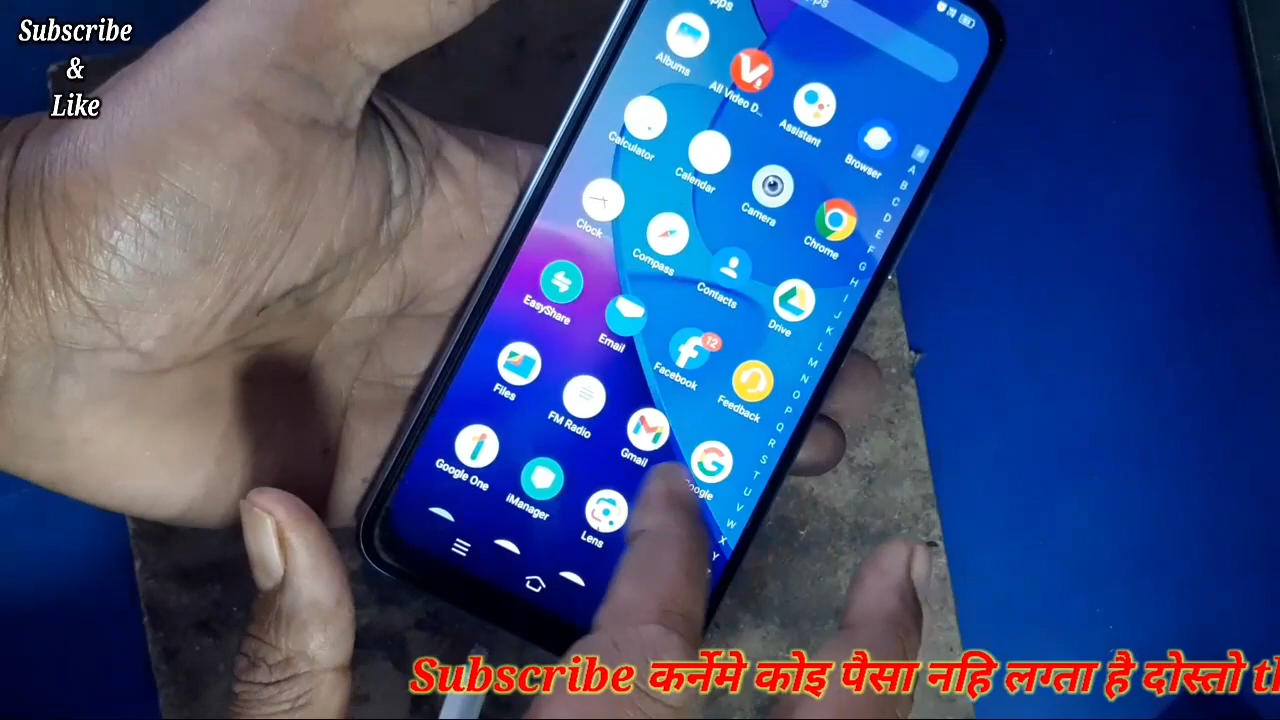 Subscribe
&
Like
Albums
All Video D...
Assistant
Browser
Calculator
Calendar
Camera
Chrome
Clock
Compass
Contacts
Drive
EasyShare
Email
Facebook
12
Feedback
Files
FM Radio
Gmail
Google One
iManager
Lens
#
A
B
C
D
E
F
G
H
I
J
K
L
M
N
O
P
Q
R
S
T
U
V
W
X
Y
Subscribe कर्नेमे कोइ पैसा नहि लग्ता है दोस्तो